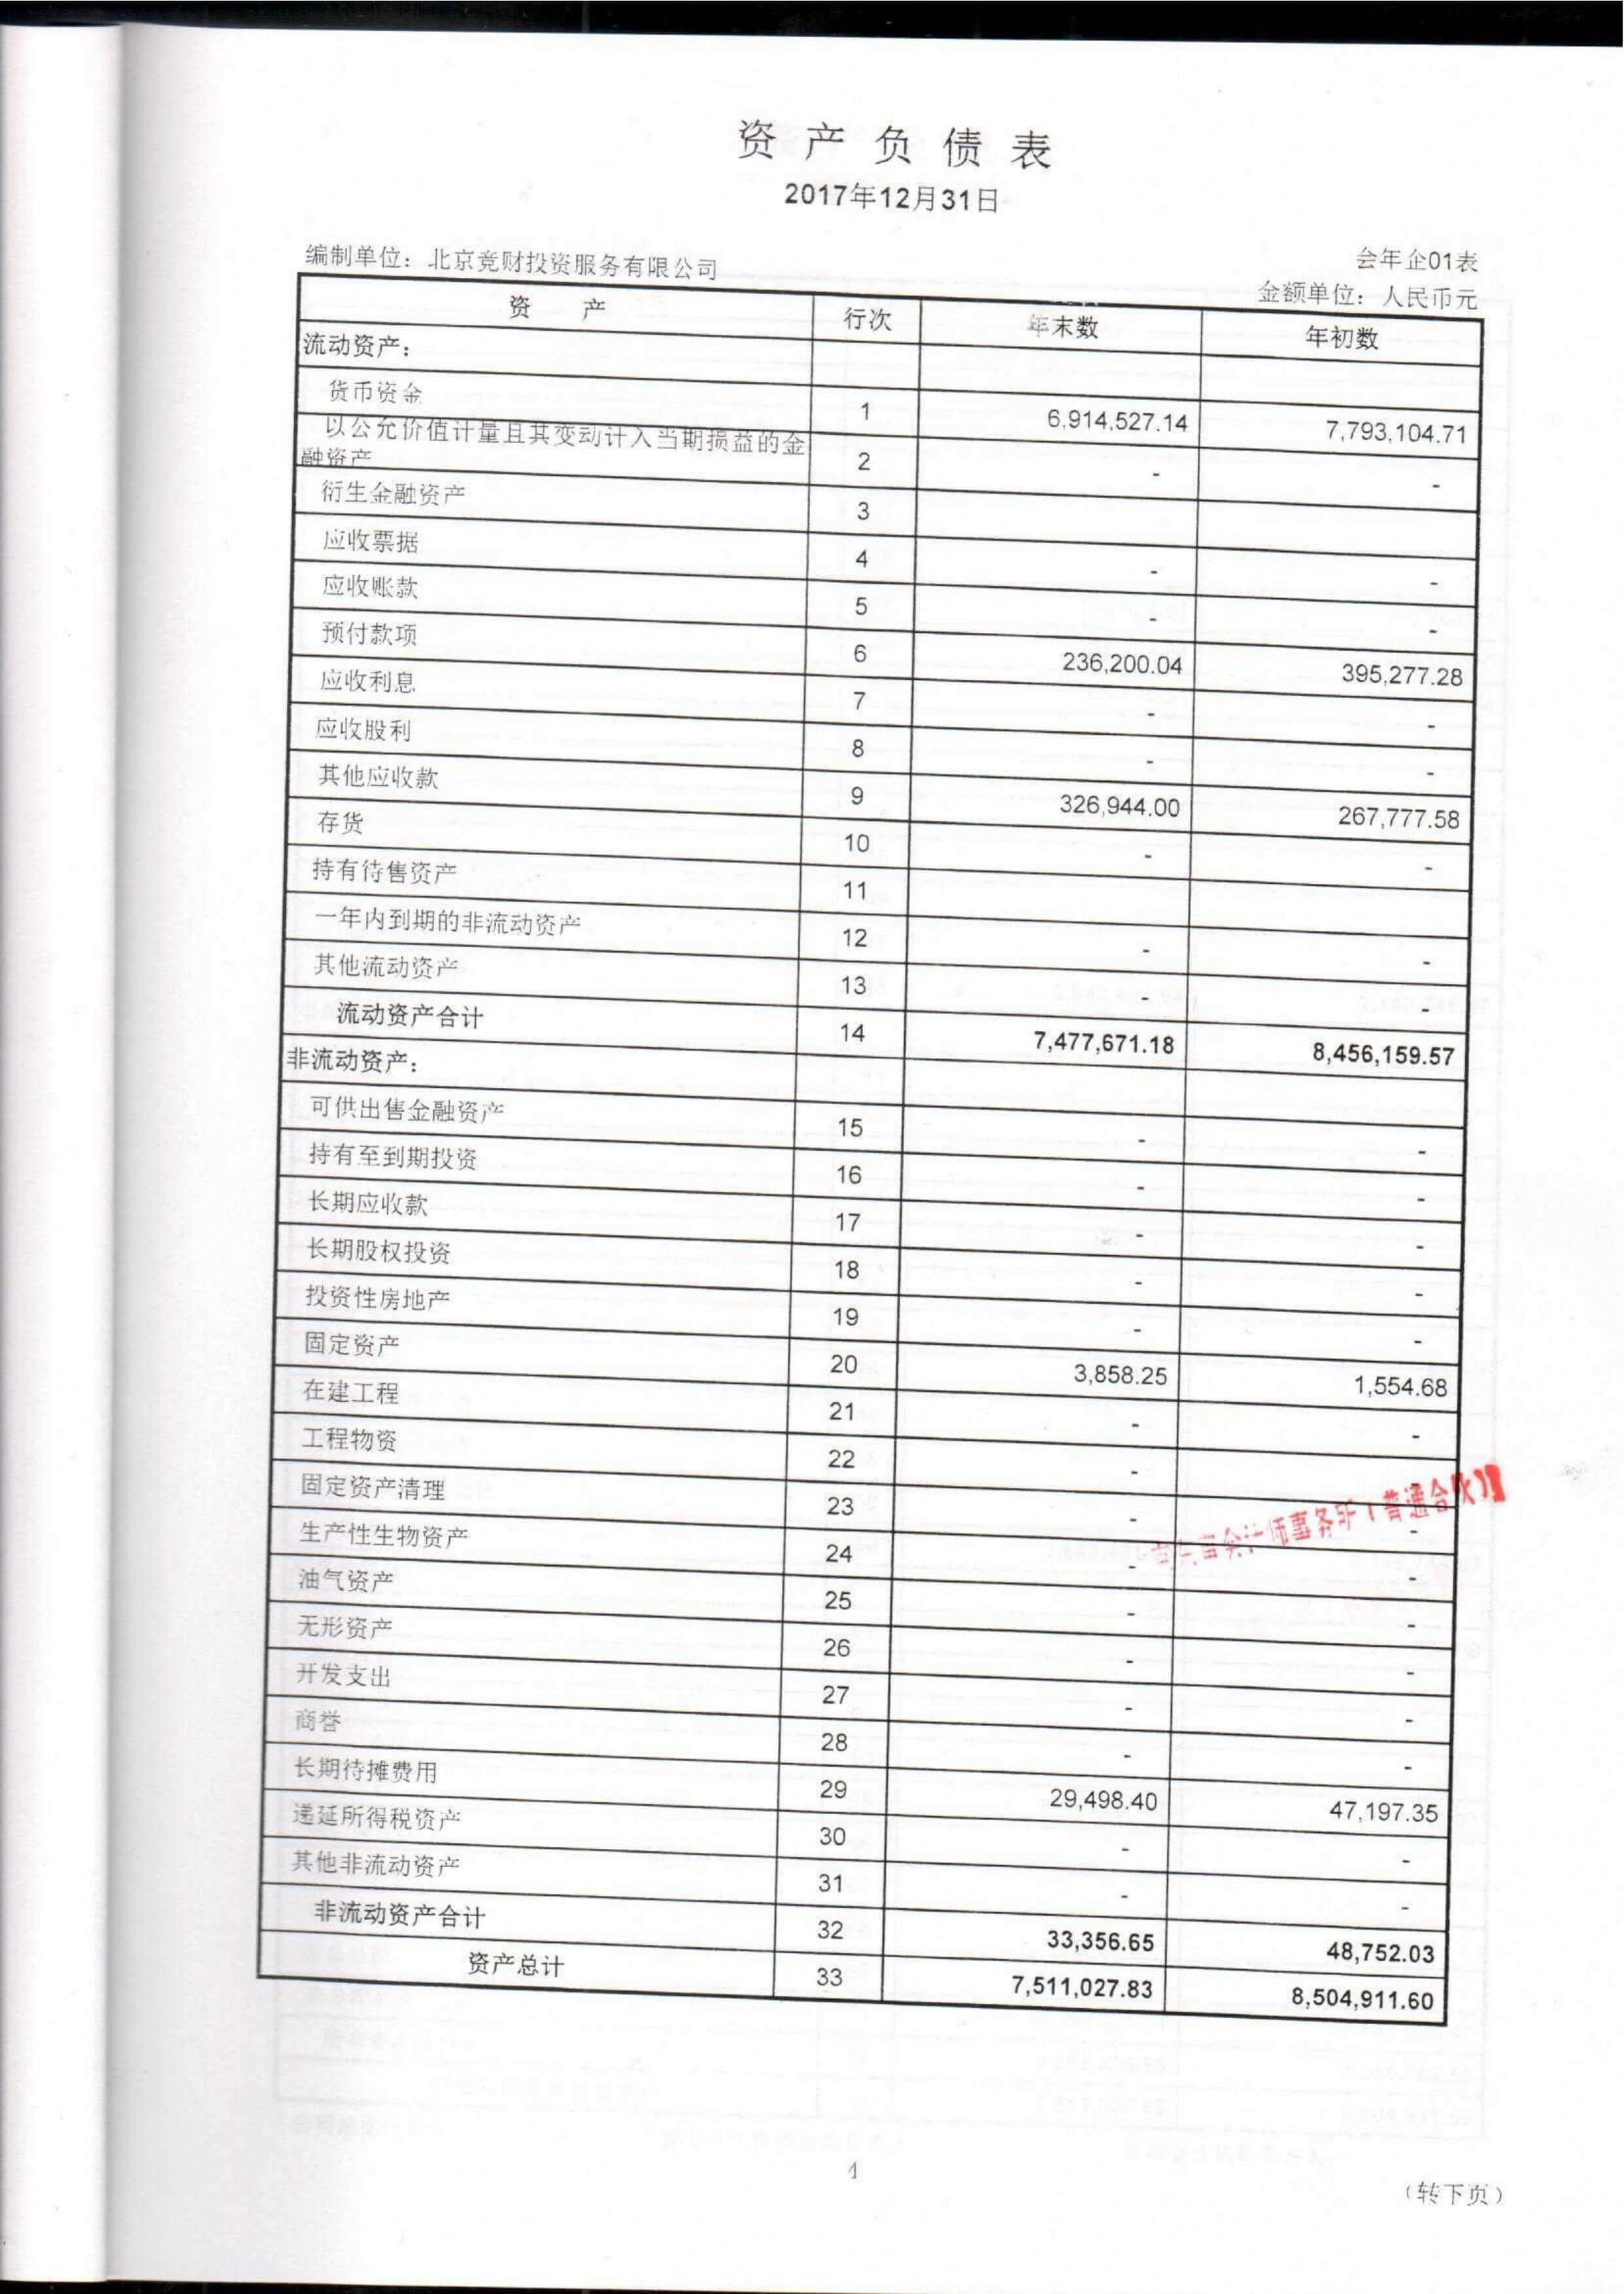 资产负债表
2017年12月31日
会年企01表
编制单位：北京竞财投资服务有限公司
金额单位：人民币元
资 产 行次 年末数 年初数
流动资产：
货币资金 1 6,914,527.14 7,793,104.71
以公允价值计量且其变动计入当期损益的金
融资产 2 - -
衍生金融资产 3
应收票据 4 - -
应收账款 5 - -
预付款项 6 236,200.04 395,277.28
应收利息 7 - -
应收股利 8 - -
其他应收款 9 326,944.00 267,777.58
存货 10 - -
持有待售资产 11
一年内到期的非流动资产 12 - -
其他流动资产 13 - -
流动资产合计 14 7,477,671.18 8,456,159.57
非流动资产：
可供出售金融资产 15 - -
持有至到期投资 16 - -
长期应收款 17 - -
长期股权投资 18 - -
投资性房地产 19 - -
固定资产 20 3,858.25 1,554.68
在建工程 21 - -
工程物资 22 -
固定资产清理 23 - -
生产性生物资产 24 - -
油气资产 25 - -
无形资产 26 - -
开发支出 27 - -
商誉 28 - -
长期待摊费用 29 29,498.40 47,197.35
递延所得税资产 30 - -
其他非流动资产 31 - -
非流动资产合计 32 33,356.65 48,752.03
资产总计 33 7,511,027.83 8,504,911.60
会计师事务所（普通合伙）
1
（转下页）